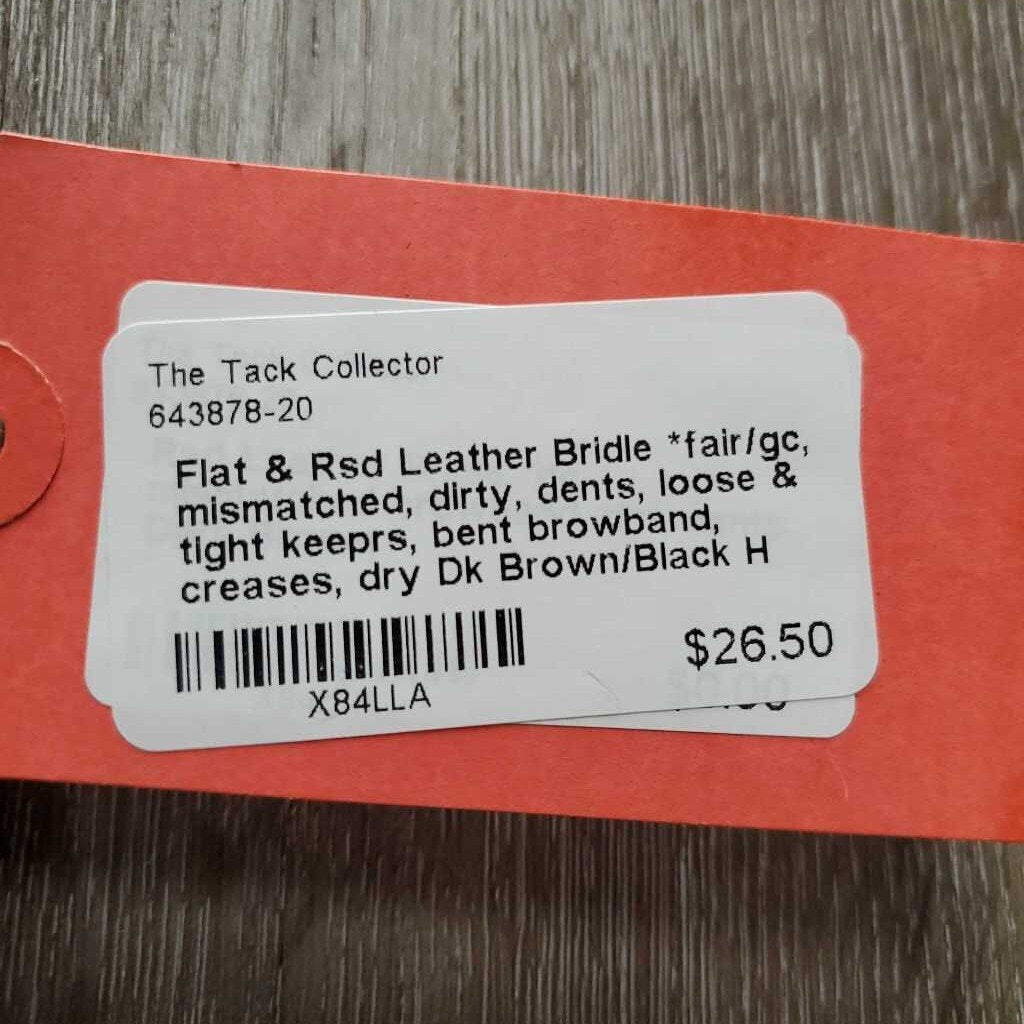 The Tack Collector
643878-20
Flat & Rsd Leather Bridle *fair/gc,
mismatched, dirty, dents, loose &
tight keeprs, bent browband,
creases, dry Dk Brown/Black H
$26.50
X84LLA